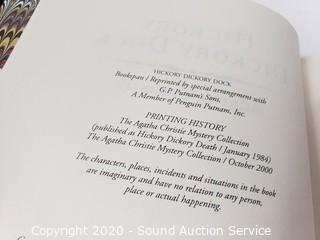 HICKORY DICKORY DOCK
Bookspan / Reprinted by special arrangement with
G.P. Putnam's Sons,
A Member of Penguin Putnam, Inc.
PRINTING HISTORY
The Agatha Christie Mystery Collection
(published as Hickory Dickory Death / January 1984)
The Agatha Christie Mystery Collection / October 2000
The characters, places, incidents and situations in the book
are imaginary and have no relation to any person,
place or actual happening.
Copyright 2020 - Sound Auction Service